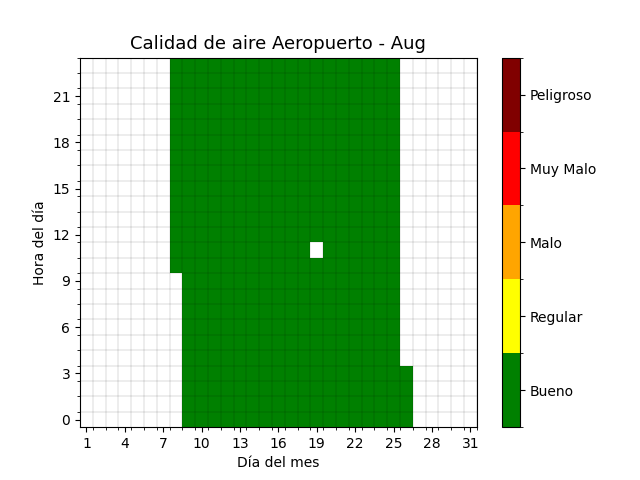 Calidad de aire Aeropuerto - Aug
Hora del día
21
18
15
12
9
6
3
0
1 4 7 10 13 16 19 22 25 28 31
Día del mes
Peligroso
Muy Malo
Malo
Regular
Bueno